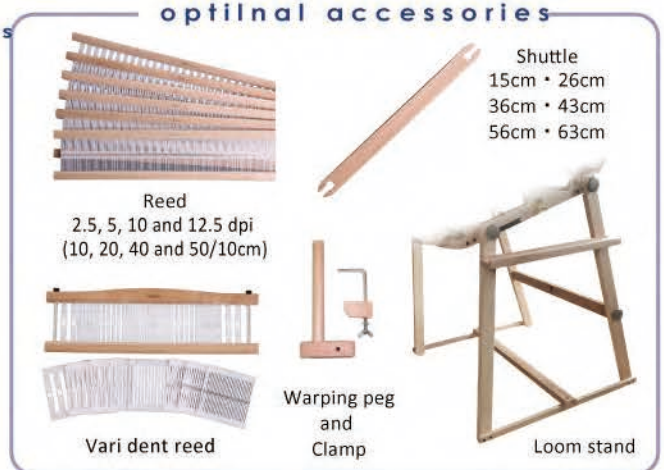 optilnal accessories
s
Shuttle
15cm・26cm
36cm・43cm
56cm・63cm
Reed
2.5, 5, 10 and 12.5 dpi
(10, 20, 40 and 50/10cm)
Warping peg
and
Clamp
Vari dent reed
Loom stand